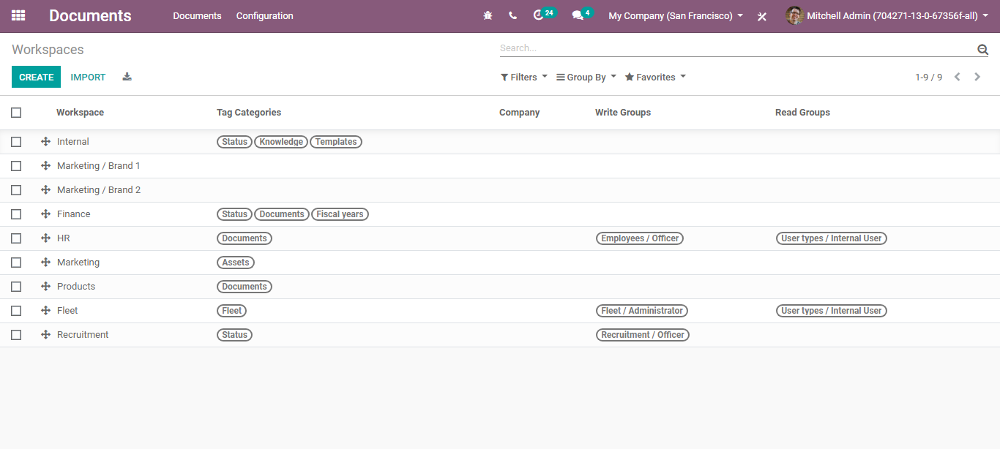 Documents Documents Configuration 24 4 My Company (San Francisco) Mitchell Admin (704271-13-0-67356f-all)
Workspaces Search...
CREATE IMPORT Filters Group By Favorites 1-9 / 9
Workspace Tag Categories Company Write Groups Read Groups
Internal Status Knowledge Templates
Marketing / Brand 1
Marketing / Brand 2
Finance Status Documents Fiscal years
HR Documents Employees / Officer User types / Internal User
Marketing Assets
Products Documents
Fleet Fleet Fleet / Administrator User types / Internal User
Recruitment Status Recruitment / Officer